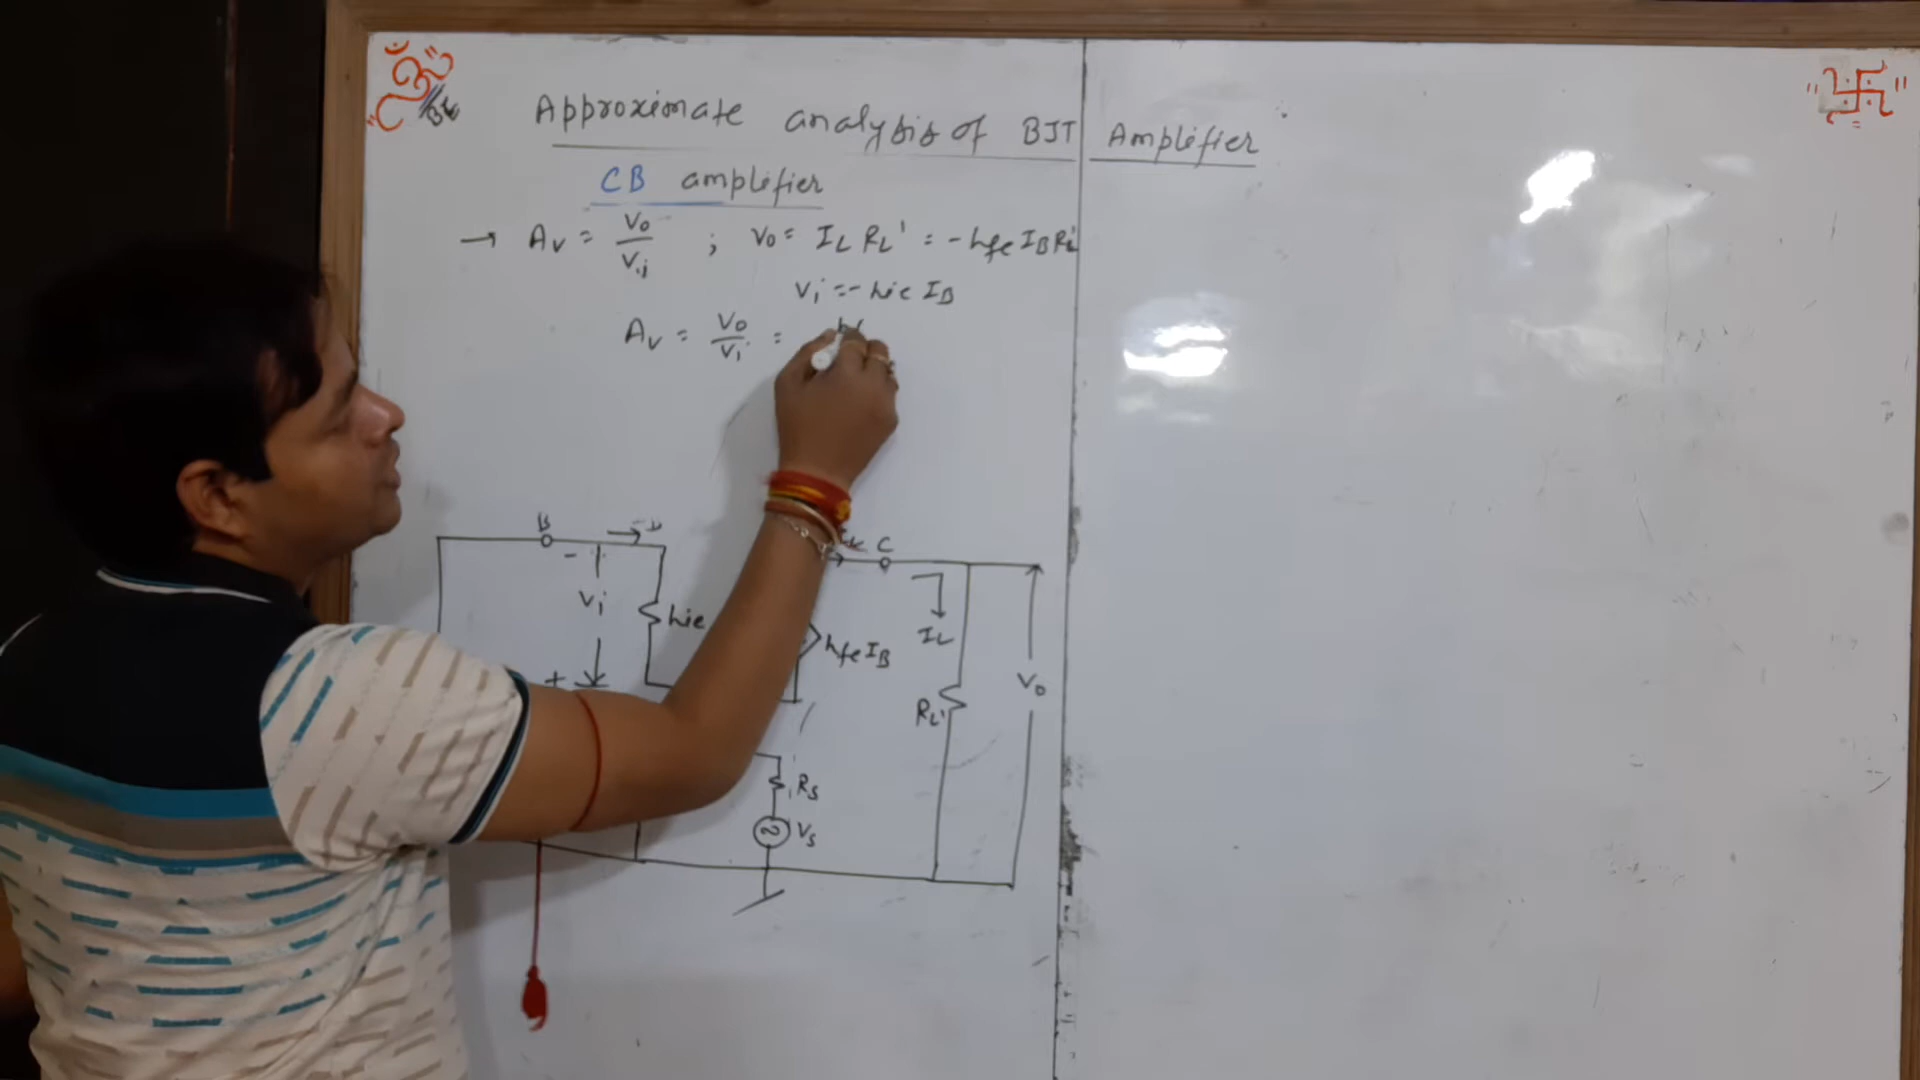 ॐ
BE
Approximate analysis of BJT Amplifier
CB amplifier
→ Av = Vo/Vi ; Vo = IL RL' = -hfe IB RL'
Vi = -hie IB
Av = Vo/Vi =
B
-
Vi
+
hie
hfe IB
C
IL
RL'
Vo
Rs
Vs